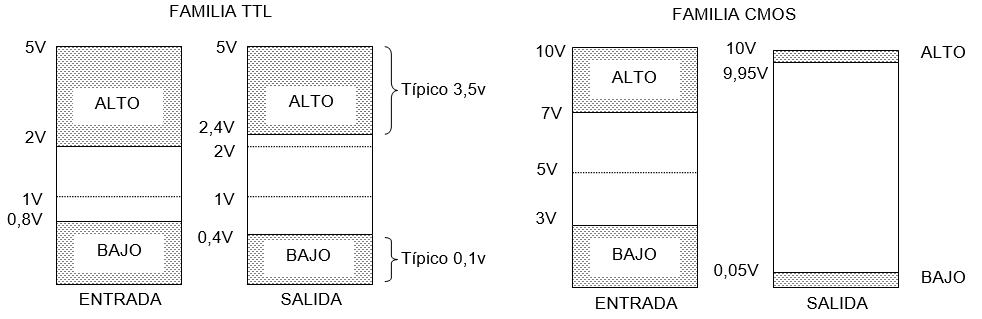 FAMILIA TTL
5V
ALTO
2V
1V
0,8V
BAJO
ENTRADA
5V
ALTO
Típico 3,5v
2,4V
2V
1V
0,4V
BAJO
Típico 0,1v
SALIDA
FAMILIA CMOS
10V
ALTO
7V
5V
3V
BAJO
ENTRADA
10V
ALTO
9,95V
0,05V
BAJO
SALIDA